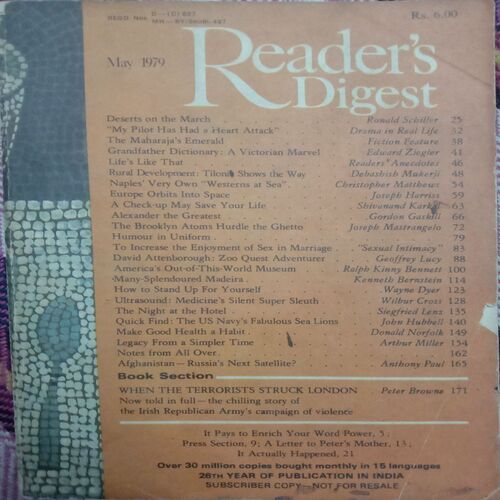 REGD Nos D—(C) 627
MH—BY/South-487
Rs. 6.00
May 1979
Reader's
Digest
Deserts on the March Ronald Schiller 25
"My Pilot Has Had a Heart Attack" Drama in Real Life 32
The Maharaja's Emerald Fiction Feature 38
Grandfather Dictionary: A Victorian Marvel Edward Ziegler 41
Life's Like That Readers' Anecdotes 46
Rural Development: Tilonia Shows the Way Debashish Mukerji 48
Naples' Very Own "Westerns at Sea" Christopher Matthews 54
Europe Orbits Into Space Joseph Harriss 59
A Check-up May Save Your Life Shivanand Karkal 63
Alexander the Greatest Gordon Gaskill 66
The Brooklyn Atoms Hurdle the Ghetto Joseph Mastrangelo 72
Humour in Uniform 79
To Increase the Enjoyment of Sex in Marriage "Sexual Intimacy" 83
David Attenborough: Zoo Quest Adventurer Geoffrey Lucy 88
America's Out-of-This-World Museum Ralph Kinny Bennett 100
Many-Splendoured Madeira Kenneth Bernstein 114
How to Stand Up For Yourself Wayne Dyer 123
Ultrasound: Medicine's Silent Super Sleuth Wilbur Cross 128
The Night at the Hotel Siegfried Lenz 135
Quick Find: The US Navy's Fabulous Sea Lions John Hubbell 140
Make Good Health a Habit Donald Norfolk 149
Legacy From a Simpler Time Arthur Miller 154
Notes from All Over 162
Afghanistan—Russia's Next Satellite? Anthony Paul 165
Book Section
WHEN THE TERRORISTS STRUCK LONDON Peter Browne 171
Now told in full—the chilling story of
the Irish Republican Army's campaign of violence
It Pays to Enrich Your Word Power, 5;
Press Section, 9; A Letter to Peter's Mother, 13;
It Actually Happened, 21
Over 30 million copies bought monthly in 15 languages
26TH YEAR OF PUBLICATION IN INDIA
SUBSCRIBER COPY—NOT FOR RESALE